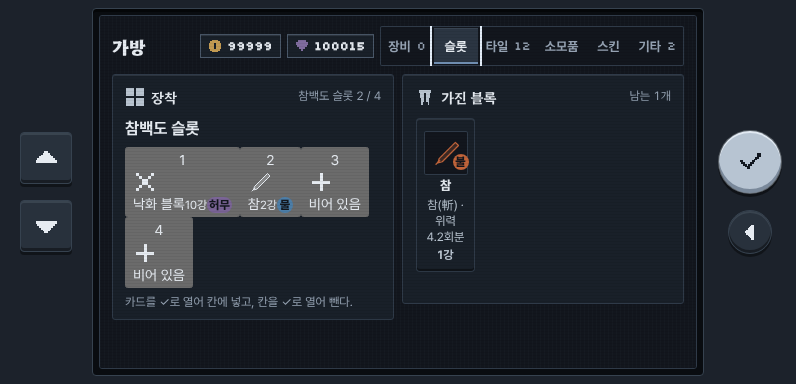 가방
99999
100015
장비 0 슬롯 타일 12 소모품 스킨 기타 2
장착 참백도 슬롯 2 / 4
참백도 슬롯
1
낙화 블록10강허무
2
참2강물
3
비어 있음
4
비어 있음
카드를 ✓로 열어 칸에 넣고, 칸을 ✓로 열어 뺀다.
가진 블록 남는 1개
불
참
참(斬) ·
위력
4.2회분
1강